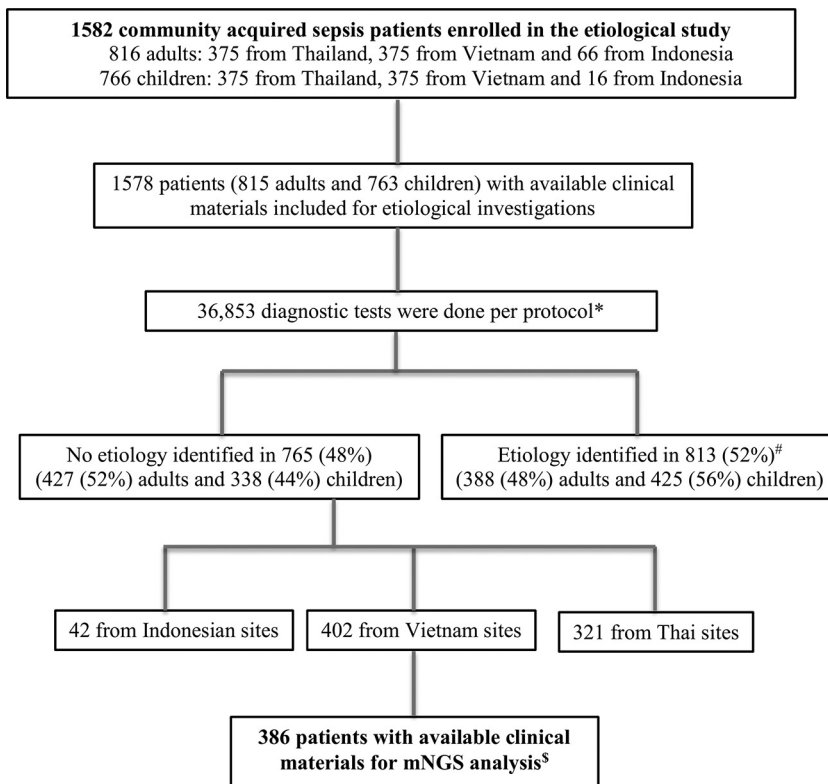 1582 community acquired sepsis patients enrolled in the etiological study
816 adults: 375 from Thailand, 375 from Vietnam and 66 from Indonesia
766 children: 375 from Thailand, 375 from Vietnam and 16 from Indonesia
1578 patients (815 adults and 763 children) with available clinical
materials included for etiological investigations
36,853 diagnostic tests were done per protocol*
No etiology identified in 765 (48%)
(427 (52%) adults and 338 (44%) children)
Etiology identified in 813 (52%)#
(388 (48%) adults and 425 (56%) children)
42 from Indonesian sites
402 from Vietnam sites
321 from Thai sites
386 patients with available clinical
materials for mNGS analysis$